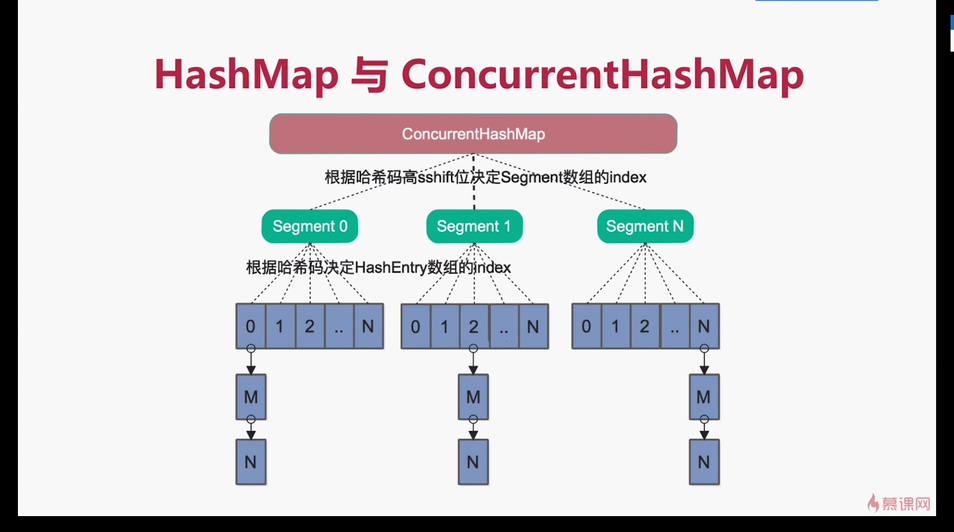 HashMap 与 ConcurrentHashMap
ConcurrentHashMap
根据哈希码高sshift位决定Segment数组的index
Segment 0
Segment 1
Segment N
根据哈希码决定HashEntry数组的index
0 1 2 .. N
0 1 2 .. N
0 1 2 .. N
M
M
M
N
N
N
慕课网